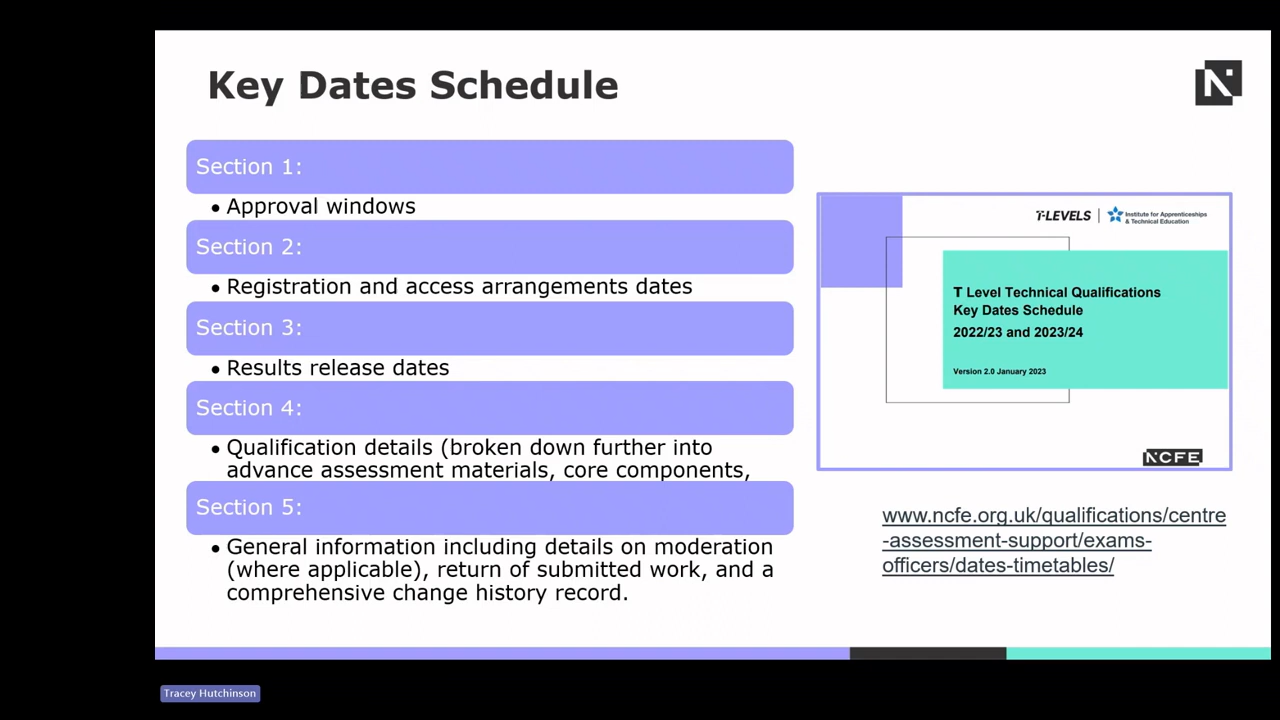 Key Dates Schedule
N
Section 1:
• Approval windows
Section 2:
• Registration and access arrangements dates
Section 3:
• Results release dates
Section 4:
• Qualification details (broken down further into
advance assessment materials, core components,
Section 5:
• General information including details on moderation
(where applicable), return of submitted work, and a
comprehensive change history record.
T-LEVELS
Institute for Apprenticeships
& Technical Education
T Level Technical Qualifications
Key Dates Schedule
2022/23 and 2023/24
Version 2.0 January 2023
NCFE
www.ncfe.org.uk/qualifications/centre
-assessment-support/exams-
officers/dates-timetables/
Tracey Hutchinson